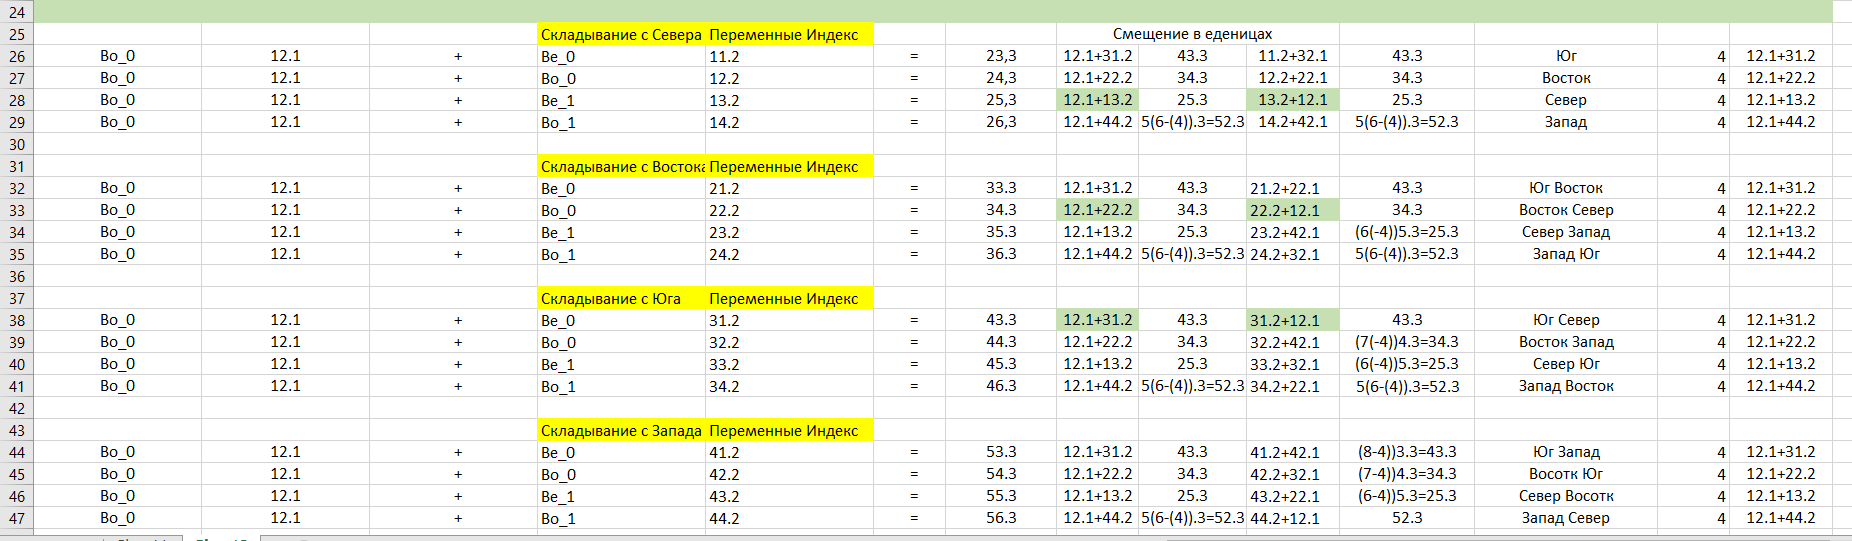 24
25 Складывание с Севера Переменные Индекс Смещение в еденицах
26 Bo_0 12.1 + Be_0 11.2 = 23,3 12.1+31.2 43.3 11.2+32.1 43.3 Юг 4 12.1+31.2
27 Bo_0 12.1 + Bo_0 12.2 = 24,3 12.1+22.2 34.3 12.2+22.1 34.3 Восток 4 12.1+22.2
28 Bo_0 12.1 + Be_1 13.2 = 25,3 12.1+13.2 25.3 13.2+12.1 25.3 Север 4 12.1+13.2
29 Bo_0 12.1 + Bo_1 14.2 = 26,3 12.1+44.2 5(6-(4)).3=52.3 14.2+42.1 5(6-(4)).3=52.3 Запад 4 12.1+44.2
30
31 Складывание с Востока Переменные Индекс
32 Bo_0 12.1 + Be_0 21.2 = 33.3 12.1+31.2 43.3 21.2+22.1 43.3 Юг Восток 4 12.1+31.2
33 Bo_0 12.1 + Bo_0 22.2 = 34.3 12.1+22.2 34.3 22.2+12.1 34.3 Восток Север 4 12.1+22.2
34 Bo_0 12.1 + Be_1 23.2 = 35.3 12.1+13.2 25.3 23.2+42.1 (6(-4))5.3=25.3 Север Запад 4 12.1+13.2
35 Bo_0 12.1 + Bo_1 24.2 = 36.3 12.1+44.2 5(6-(4)).3=52.3 24.2+32.1 5(6-(4)).3=52.3 Запад Юг 4 12.1+44.2
36
37 Складывание с Юга Переменные Индекс
38 Bo_0 12.1 + Be_0 31.2 = 43.3 12.1+31.2 43.3 31.2+12.1 43.3 Юг Север 4 12.1+31.2
39 Bo_0 12.1 + Bo_0 32.2 = 44.3 12.1+22.2 34.3 32.2+42.1 (7(-4))4.3=34.3 Восток Запад 4 12.1+22.2
40 Bo_0 12.1 + Be_1 33.2 = 45.3 12.1+13.2 25.3 33.2+32.1 (6(-4))5.3=25.3 Север Юг 4 12.1+13.2
41 Bo_0 12.1 + Bo_1 34.2 = 46.3 12.1+44.2 5(6-(4)).3=52.3 34.2+22.1 5(6-(4)).3=52.3 Запад Восток 4 12.1+44.2
42
43 Складывание с Запада Переменные Индекс
44 Bo_0 12.1 + Be_0 41.2 = 53.3 12.1+31.2 43.3 41.2+42.1 (8-4))3.3=43.3 Юг Запад 4 12.1+31.2
45 Bo_0 12.1 + Bo_0 42.2 = 54.3 12.1+22.2 34.3 42.2+32.1 (7-4))4.3=34.3 Восотк Юг 4 12.1+22.2
46 Bo_0 12.1 + Be_1 43.2 = 55.3 12.1+13.2 25.3 43.2+22.1 (6-4))5.3=25.3 Север Восотк 4 12.1+13.2
47 Bo_0 12.1 + Bo_1 44.2 = 56.3 12.1+44.2 5(6-(4)).3=52.3 44.2+12.1 52.3 Запад Север 4 12.1+44.2